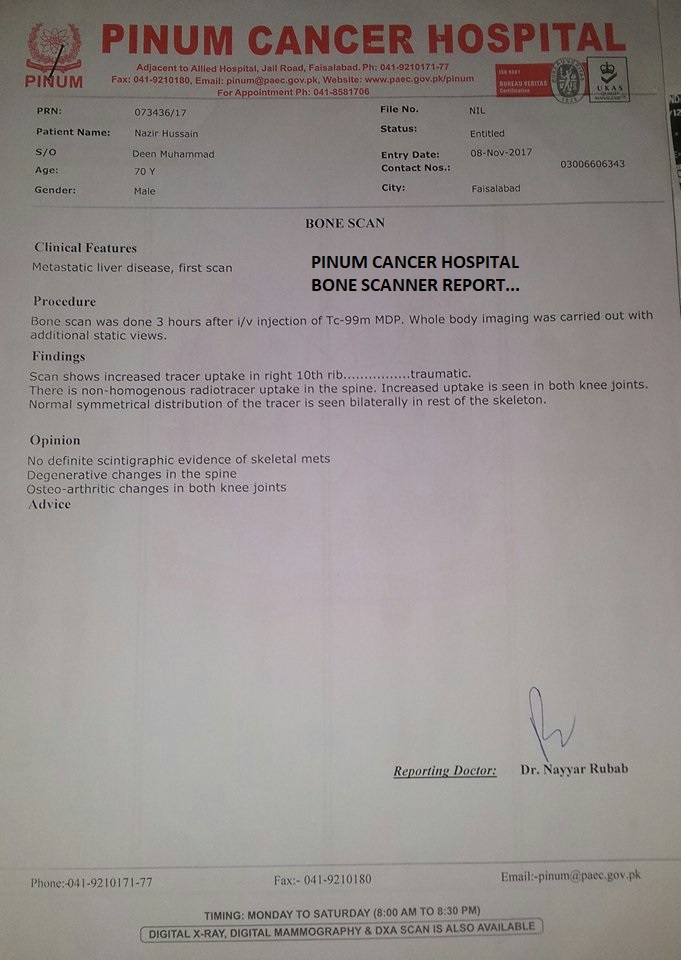 PINUM CANCER HOSPITAL
PINUM
Adjacent to Allied Hospital, Jail Road, Faisalabad. Ph: 041-9210171-77
Fax: 041-9210180, Email: pinum@paec.gov.pk, Website: www.paec.gov.pk/pinum
For Appointment Ph: 041-8581706
ISO 9001
BUREAU VERITAS
Certification
UKAS
PRN: 073436/17 File No. NIL
Patient Name: Nazir Hussain Status: Entitled
S/O Deen Muhammad Entry Date: 08-Nov-2017
Age: 70 Y Contact Nos.: 03006606343
Gender: Male City: Faisalabad
BONE SCAN
Clinical Features
Metastatic liver disease, first scan
PINUM CANCER HOSPITAL
BONE SCANNER REPORT...
Procedure
Bone scan was done 3 hours after i/v injection of Tc-99m MDP. Whole body imaging was carried out with
additional static views.
Findings
Scan shows increased tracer uptake in right 10th rib................traumatic.
There is non-homogenous radiotracer uptake in the spine. Increased uptake is seen in both knee joints.
Normal symmetrical distribution of the tracer is seen bilaterally in rest of the skeleton.
Opinion
No definite scintigraphic evidence of skeletal mets
Degenerative changes in the spine
Osteo-arthritic changes in both knee joints
Advice
Reporting Doctor: Dr. Nayyar Rubab
Phone:-041-9210171-77 Fax:- 041-9210180 Email:-pinum@paec.gov.pk
TIMING: MONDAY TO SATURDAY (8:00 AM TO 8:30 PM)
DIGITAL X-RAY, DIGITAL MAMMOGRAPHY & DXA SCAN IS ALSO AVAILABLE